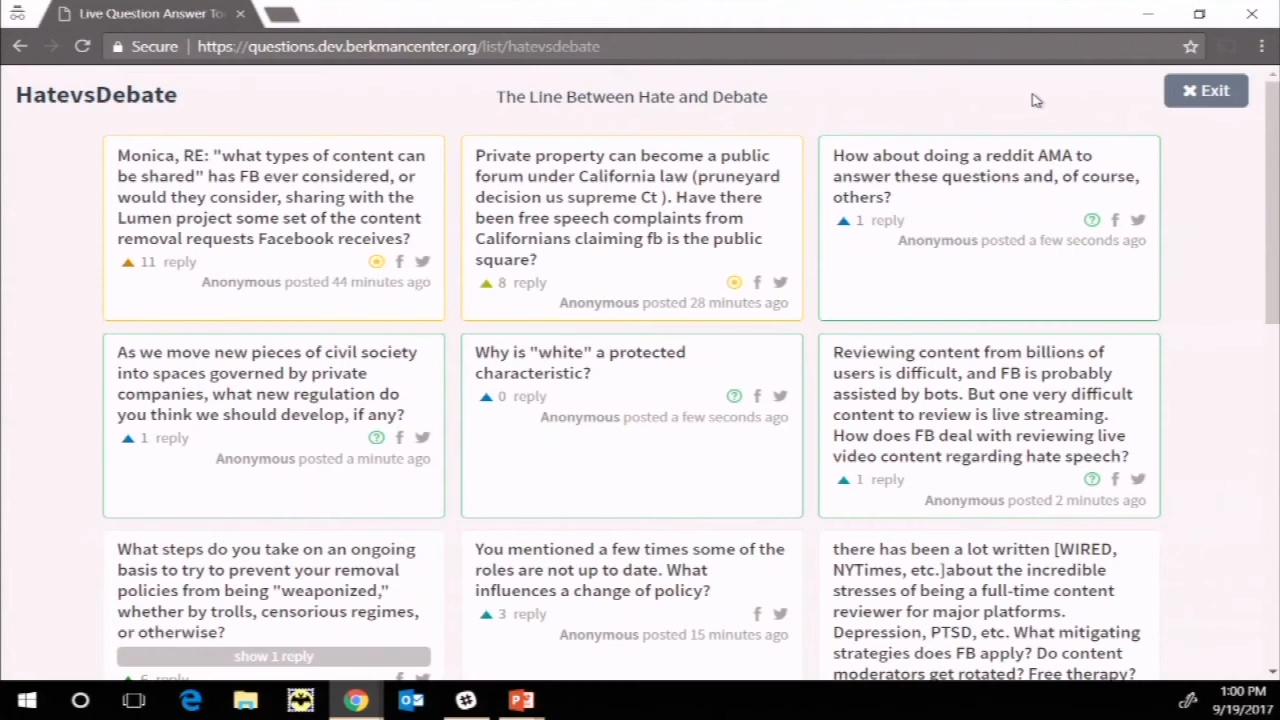 Live Question Answer To
Secure
https://questions.dev.berkmancenter.org/list/hatevsdebate
HatevsDebate
The Line Between Hate and Debate
Exit
Monica, RE: "what types of content can
be shared" has FB ever considered, or
would they consider, sharing with the
Lumen project some set of the content
removal requests Facebook receives?
11 reply
Anonymous posted 44 minutes ago
Private property can become a public
forum under California law (pruneyard
decision us supreme Ct ). Have there
been free speech complaints from
Californians claiming fb is the public
square?
8 reply
Anonymous posted 28 minutes ago
How about doing a reddit AMA to
answer these questions and, of course,
others?
1 reply
Anonymous posted a few seconds ago
As we move new pieces of civil society
into spaces governed by private
companies, what new regulation do
you think we should develop, if any?
1 reply
Anonymous posted a minute ago
Why is "white" a protected
characteristic?
0 reply
Anonymous posted a few seconds ago
Reviewing content from billions of
users is difficult, and FB is probably
assisted by bots. But one very difficult
content to review is live streaming.
How does FB deal with reviewing live
video content regarding hate speech?
1 reply
Anonymous posted 2 minutes ago
What steps do you take on an ongoing
basis to try to prevent your removal
policies from being "weaponized,"
whether by trolls, censorious regimes,
or otherwise?
show 1 reply
6 reply
You mentioned a few times some of the
roles are not up to date. What
influences a change of policy?
3 reply
Anonymous posted 15 minutes ago
there has been a lot written [WIRED,
NYTimes, etc.]about the incredible
stresses of being a full-time content
reviewer for major platforms.
Depression, PTSD, etc. What mitigating
strategies does FB apply? Do content
moderators get rotated? Free therapy?
1:00 PM
9/19/2017